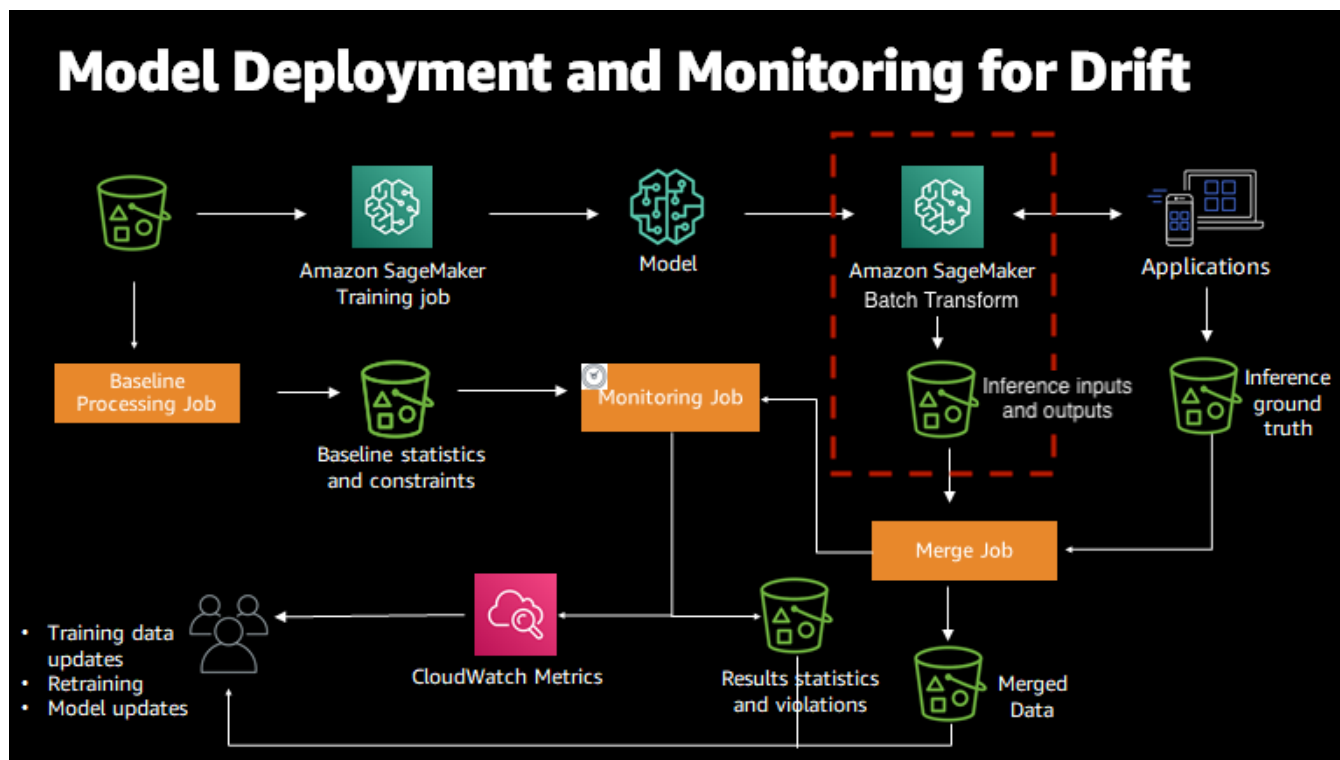 Model Deployment and Monitoring for Drift
Amazon SageMaker
Training job
Model
Amazon SageMaker
Batch Transform
Applications
Baseline
Processing Job
Baseline statistics
and constraints
Monitoring Job
Inference inputs
and outputs
Inference
ground
truth
Merge Job
• Training data
updates
• Retraining
• Model updates
CloudWatch Metrics
Results statistics
and violations
Merged
Data